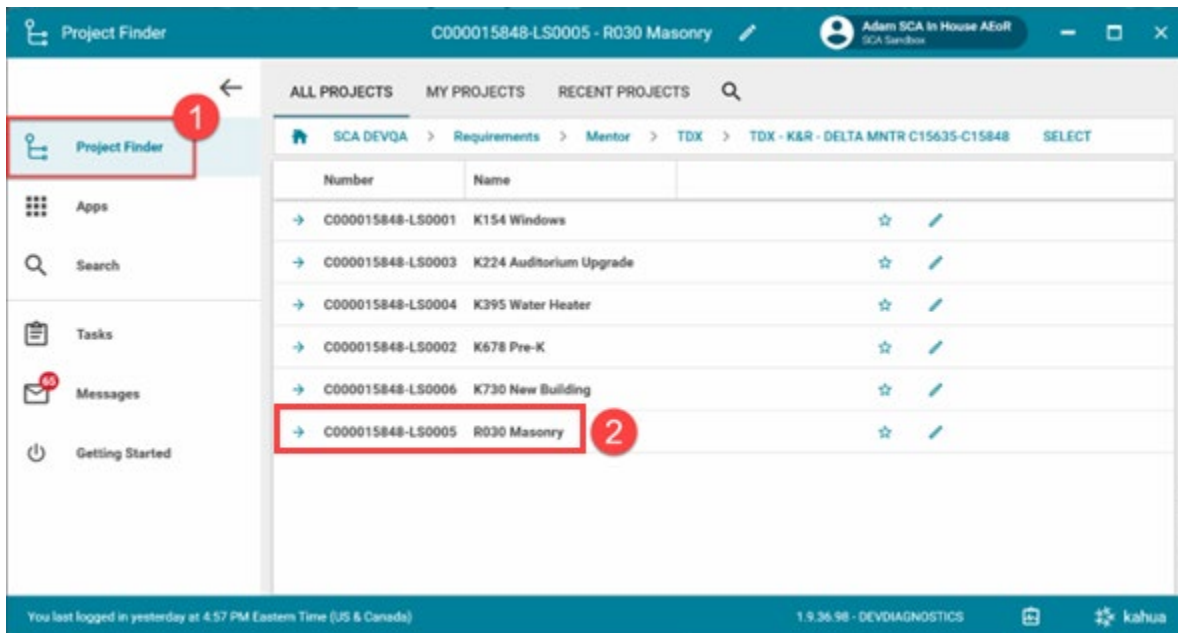 Project Finder C000015848-LS0005 - R030 Masonry Adam SCA In House AEoR
SCA Sandbox
ALL PROJECTS MY PROJECTS RECENT PROJECTS
1
Project Finder
SCA DEVQA > Requirements > Mentor > TDX > TDX - K&R - DELTA MNTR C15635-C15848 SELECT
Number Name
Apps
C000015848-LS0001 K154 Windows
Search
C000015848-LS0003 K224 Auditorium Upgrade
C000015848-LS0004 K395 Water Heater
Tasks
C000015848-LS0002 K678 Pre-K
65
Messages
C000015848-LS0006 K730 New Building
C000015848-LS0005 R030 Masonry 2
Getting Started
You last logged in yesterday at 4:57 PM Eastern Time (US & Canada) 1.9.36.98 - DEVDIAGNOSTICS kahua